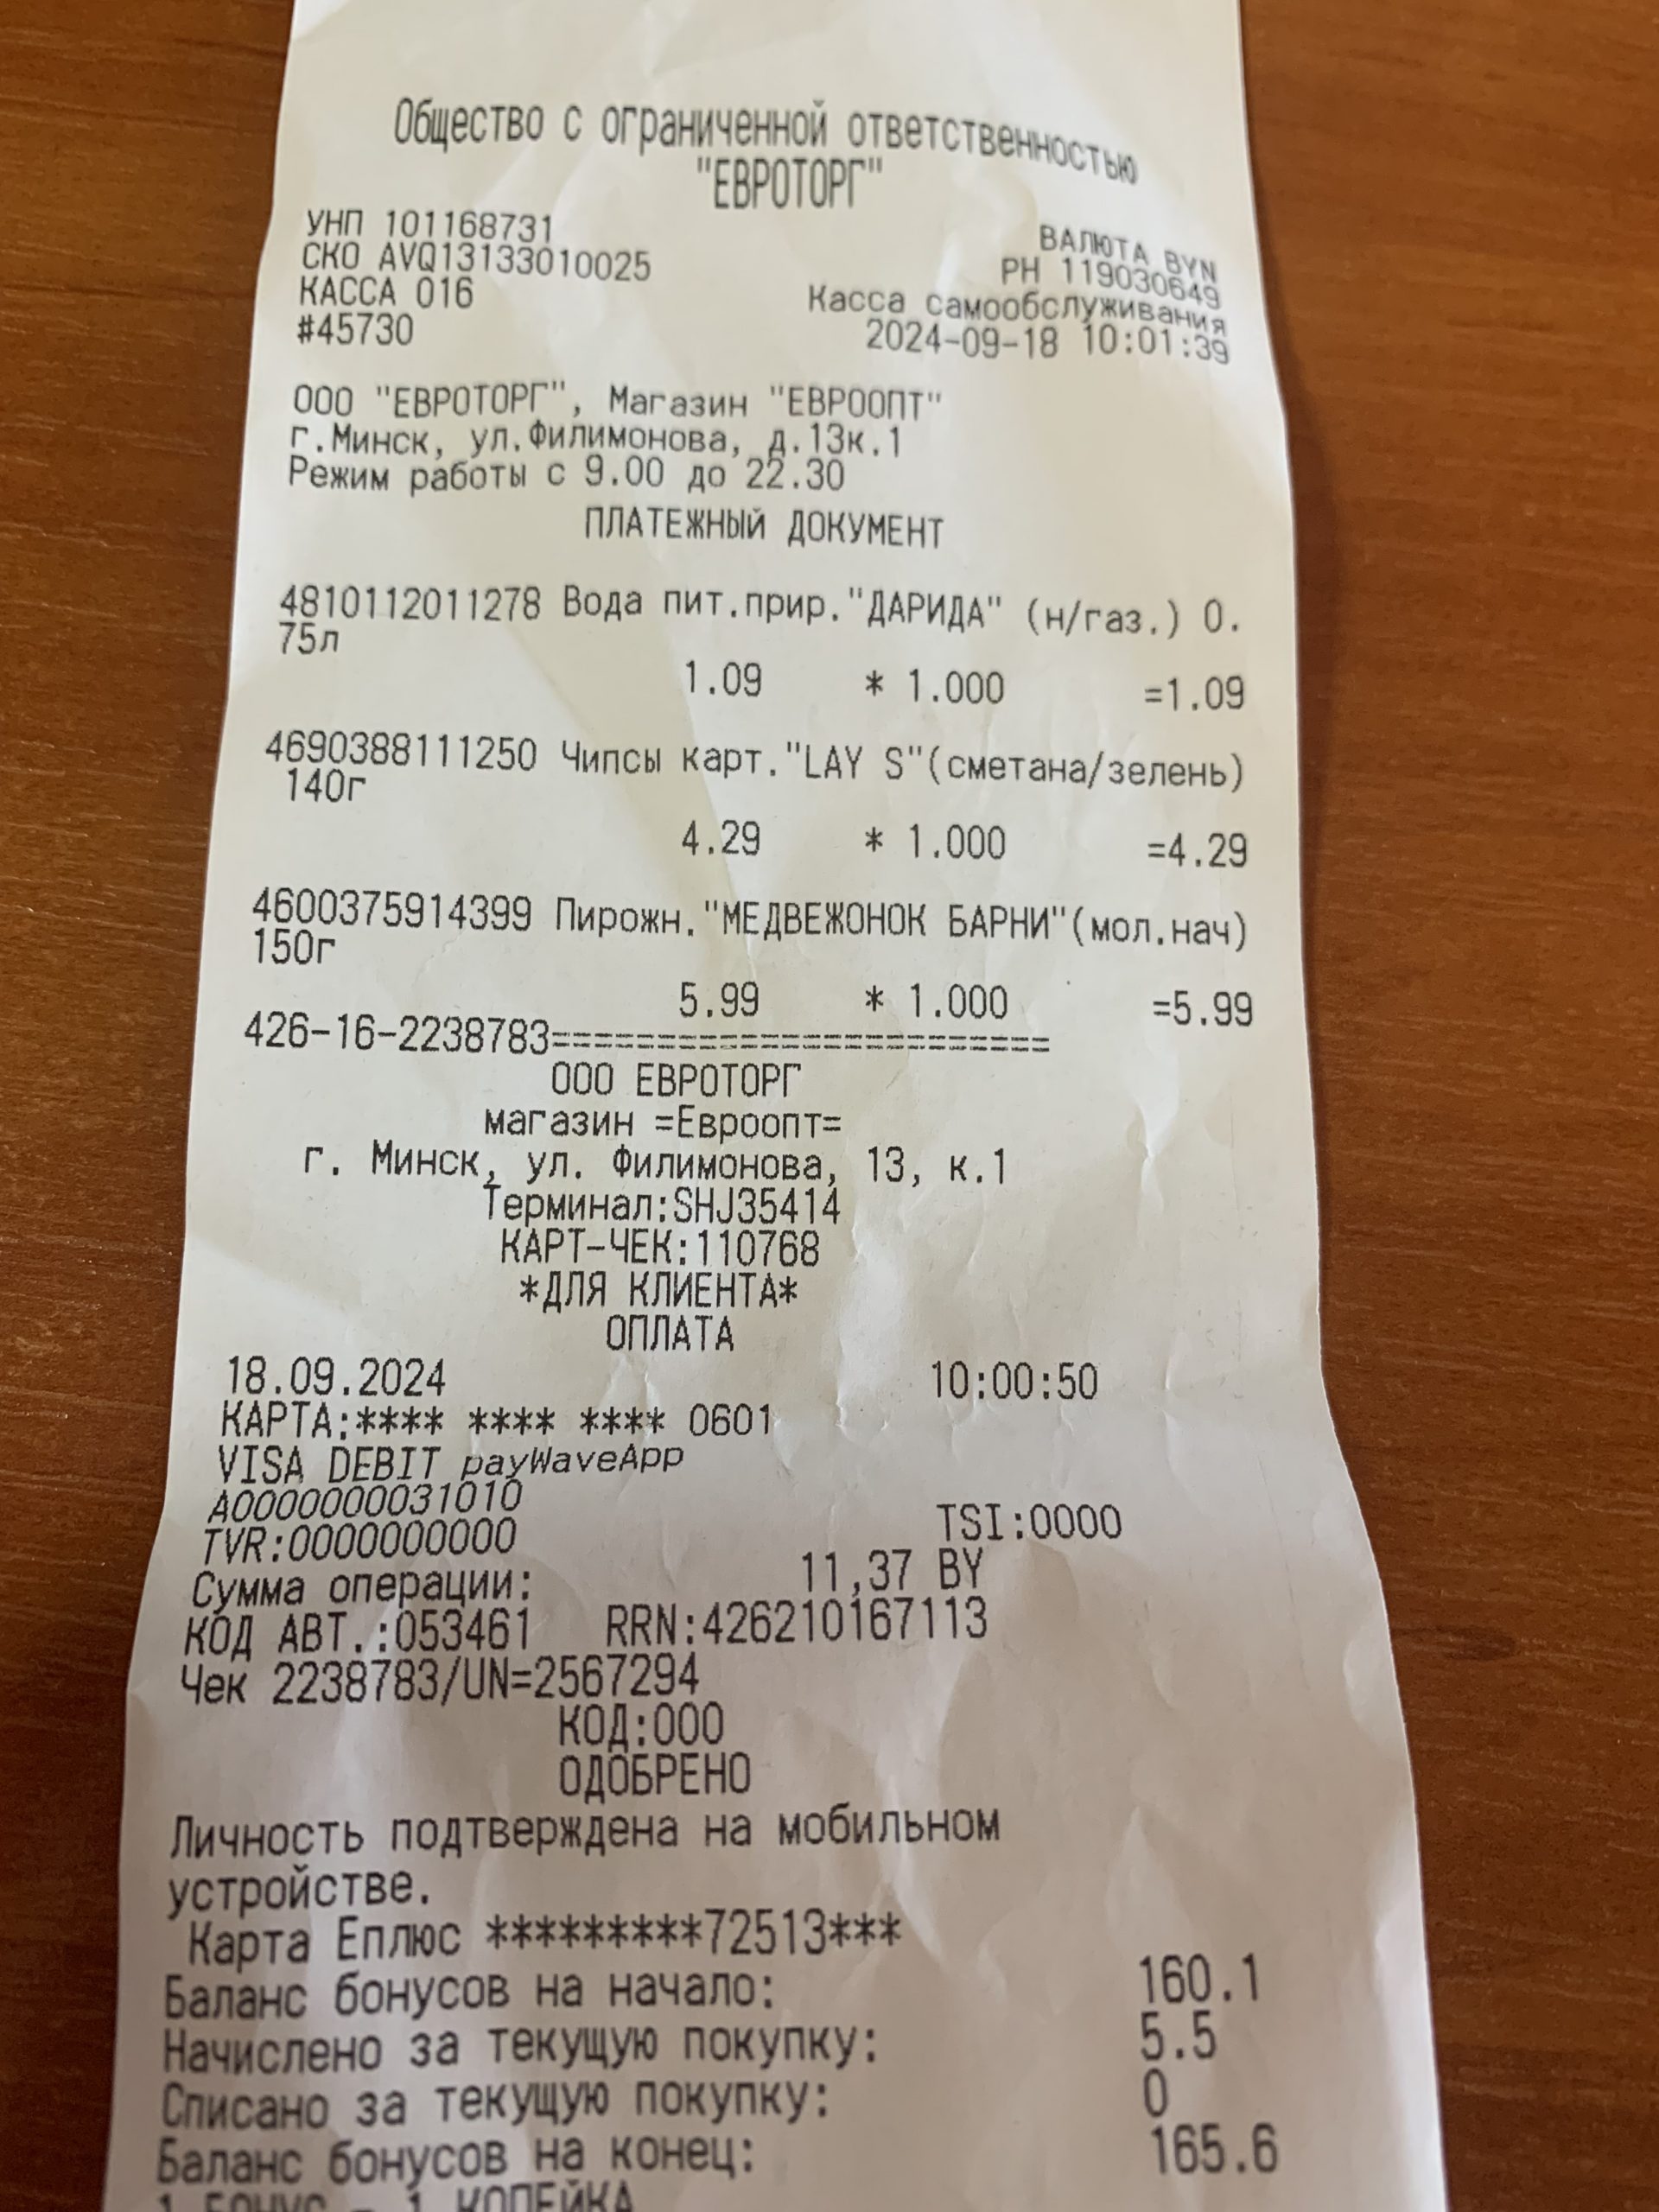 Общество с ограниченной ответственностью
"ЕВРОТОРГ"
УНП 101168731
ВАЛЮТА BYN
СКО AVQ13133010025
РН 119030649
КАССА 016
Касса самообслуживания
#45730
2024-09-18 10:01:39
ООО "ЕВРОТОРГ", Магазин "ЕВРООПТ"
г.Минск, ул.Филимонова, д.13к.1
Режим работы с 9.00 до 22.30
ПЛАТЕЖНЫЙ ДОКУМЕНТ
4810112011278 Вода пит.прир."ДАРИДА" (н/газ.) 0.
75л
1.09 * 1.000 =1.09
4690388111250 Чипсы карт."LAY S"(сметана/зелень)
140г
4.29 * 1.000 =4.29
4600375914399 Пирожн."МЕДВЕЖОНОК БАРНИ"(мол.нач)
150г
5.99 * 1.000 =5.99
426-16-2238783========================
ООО ЕВРОТОРГ
магазин =Евроопт=
г. Минск, ул. Филимонова, 13, к.1
Терминал:SHJ35414
КАРТ-ЧЕК:110768
*ДЛЯ КЛИЕНТА*
ОПЛАТА
18.09.2024 10:00:50
КАРТА:**** **** **** 0601
VISA DEBIT payWaveApp
A0000000031010
TVR:0000000000 TSI:0000
Сумма операции: 11,37 BY
КОД АВТ.:053461 RRN:426210167113
Чек 2238783/UN=2567294
КОД:000
ОДОБРЕНО
Личность подтверждена на мобильном
устройстве.
Карта Еплюс *********72513***
Баланс бонусов на начало: 160.1
Начислено за текущую покупку: 5.5
Списано за текущую покупку: 0
Баланс бонусов на конец: 165.6
1 БОНУС = 1 КОПЕЙКА